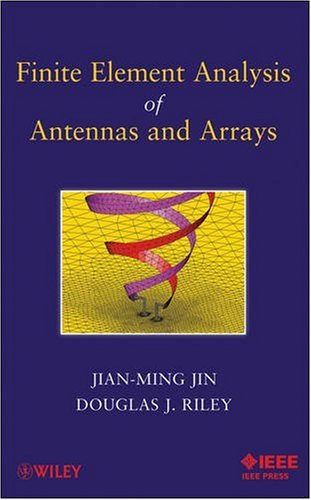 Finite Element Analysis
of
Antennas and Arrays
JIAN-MING JIN
DOUGLAS J. RILEY
WILEY
IEEE
IEEE PRESS